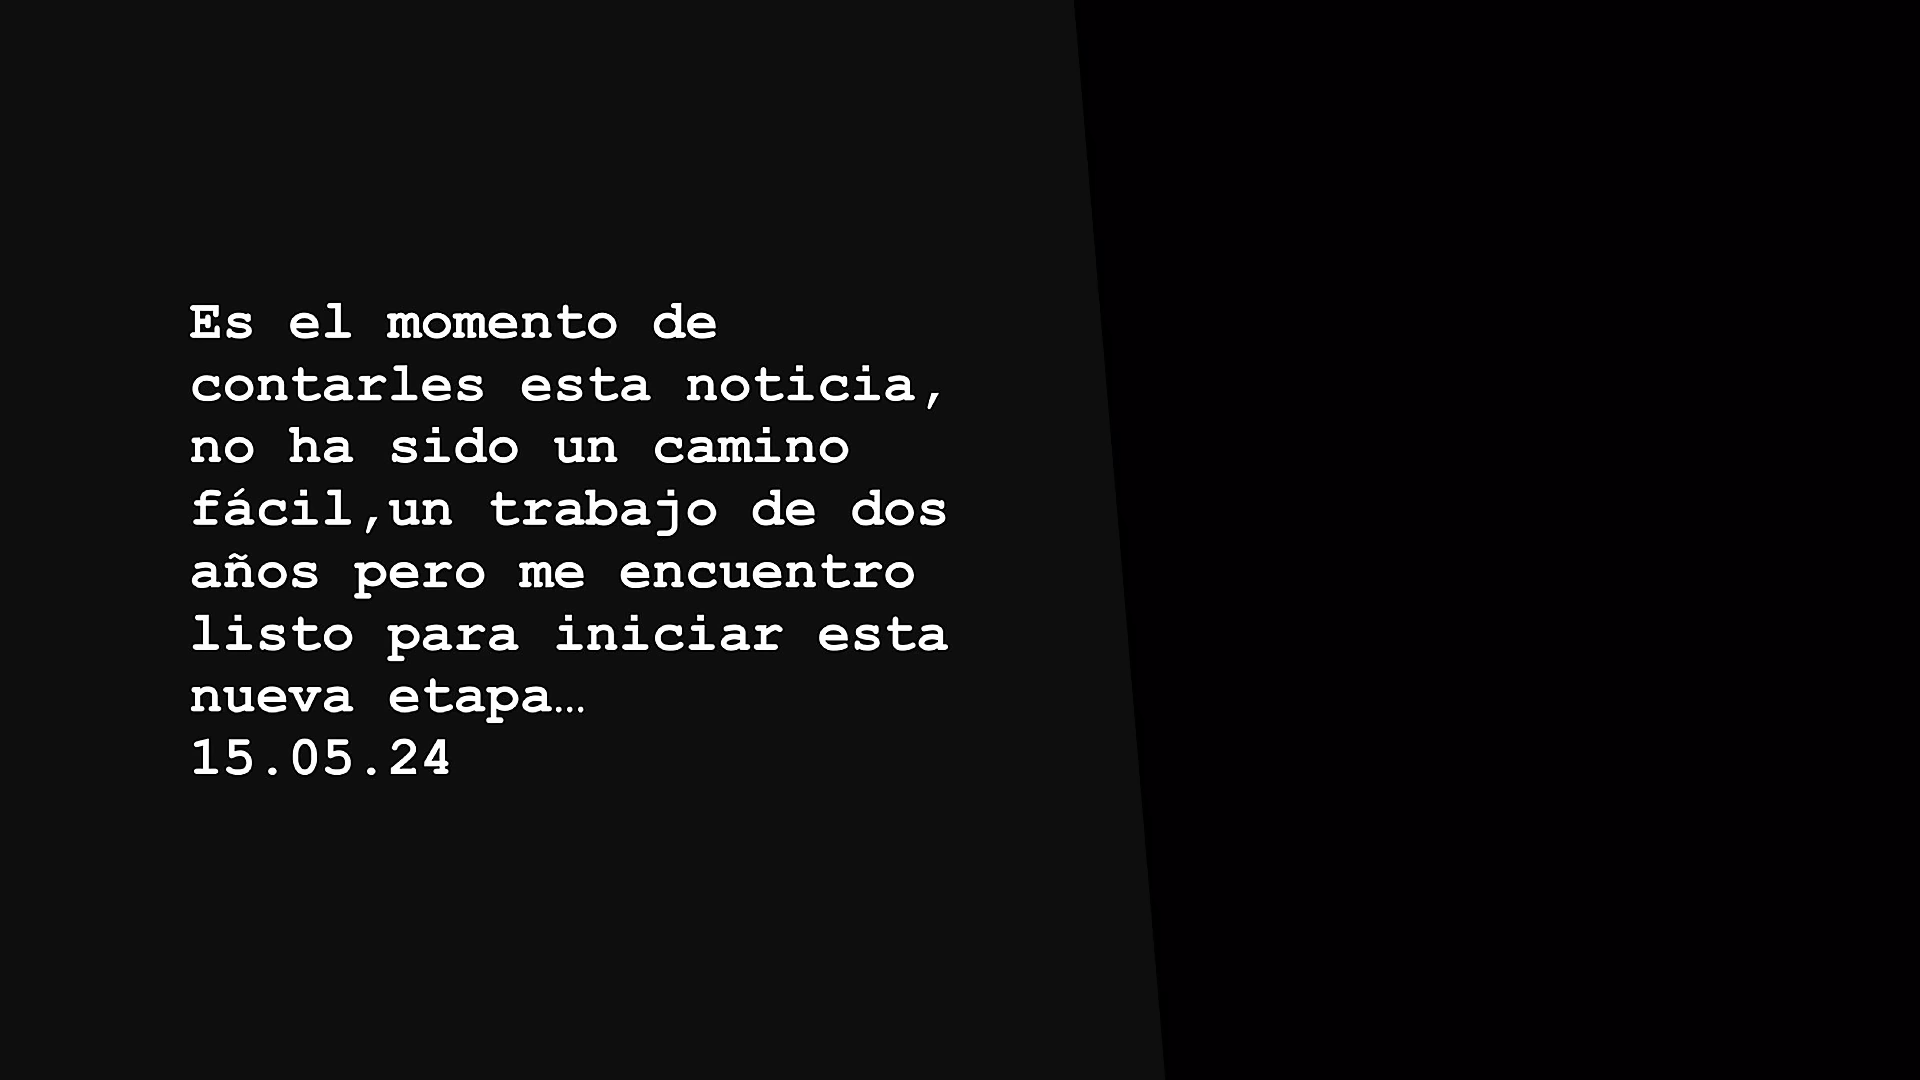 Es el momento de
contarles esta noticia,
no ha sido un camino
fácil,un trabajo de dos
años pero me encuentro
listo para iniciar esta
nueva etapa…
15.05.24